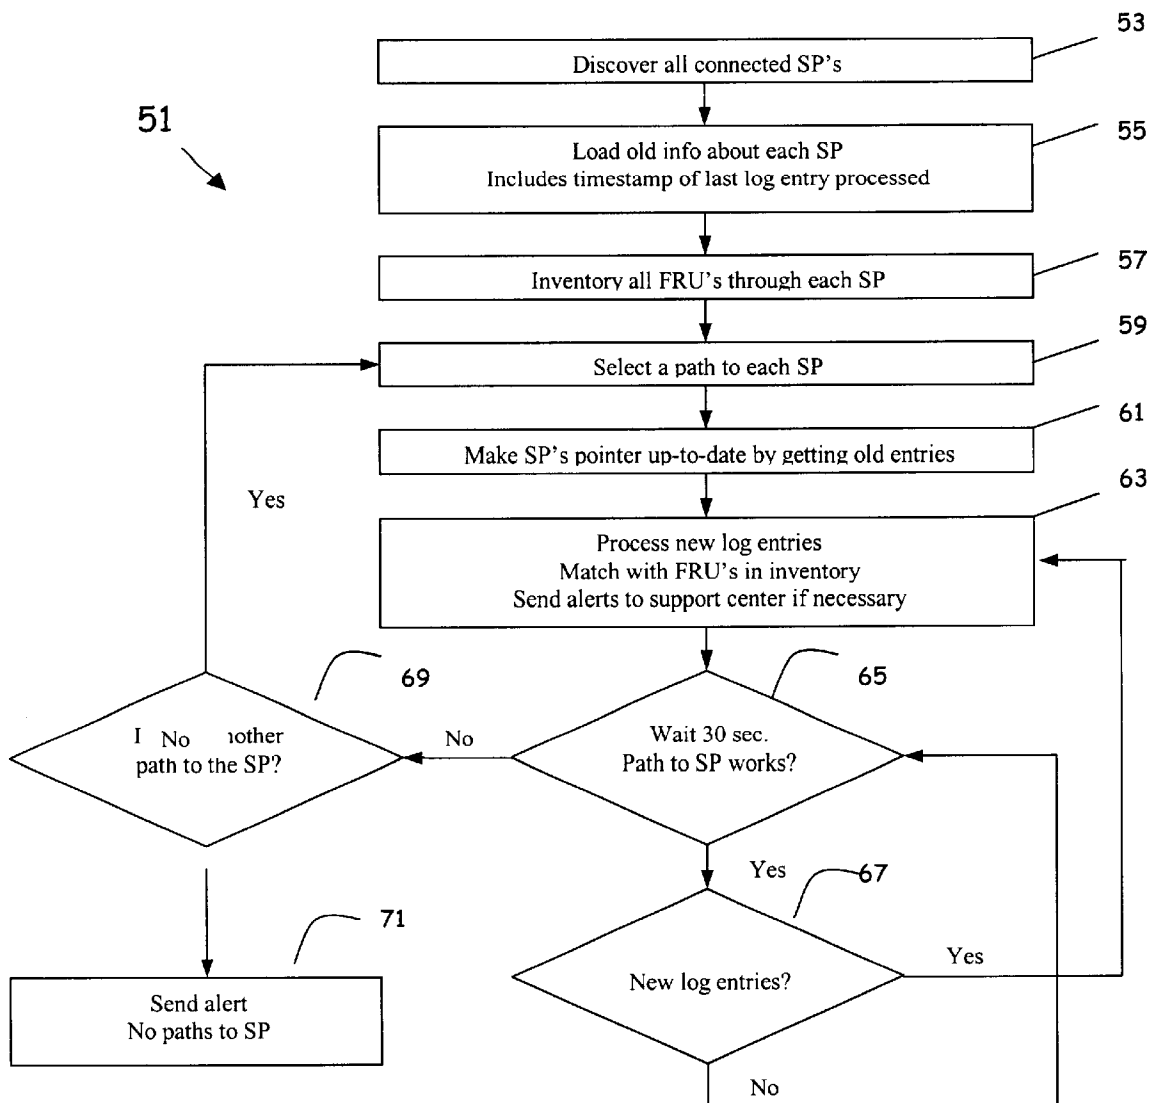 53
Discover all connected SP's
51
55
Load old info about each SP
Includes timestamp of last log entry processed
57
Inventory all FRU's through each SP
59
Select a path to each SP
61
Make SP's pointer up-to-date by getting old entries
63
Yes
Process new log entries
Match with FRU's in inventory
Send alerts to support center if necessary
69
65
I No nother
path to the SP?
No
Wait 30 sec.
Path to SP works?
Yes
67
71
New log entries?
Yes
Send alert
No paths to SP
No